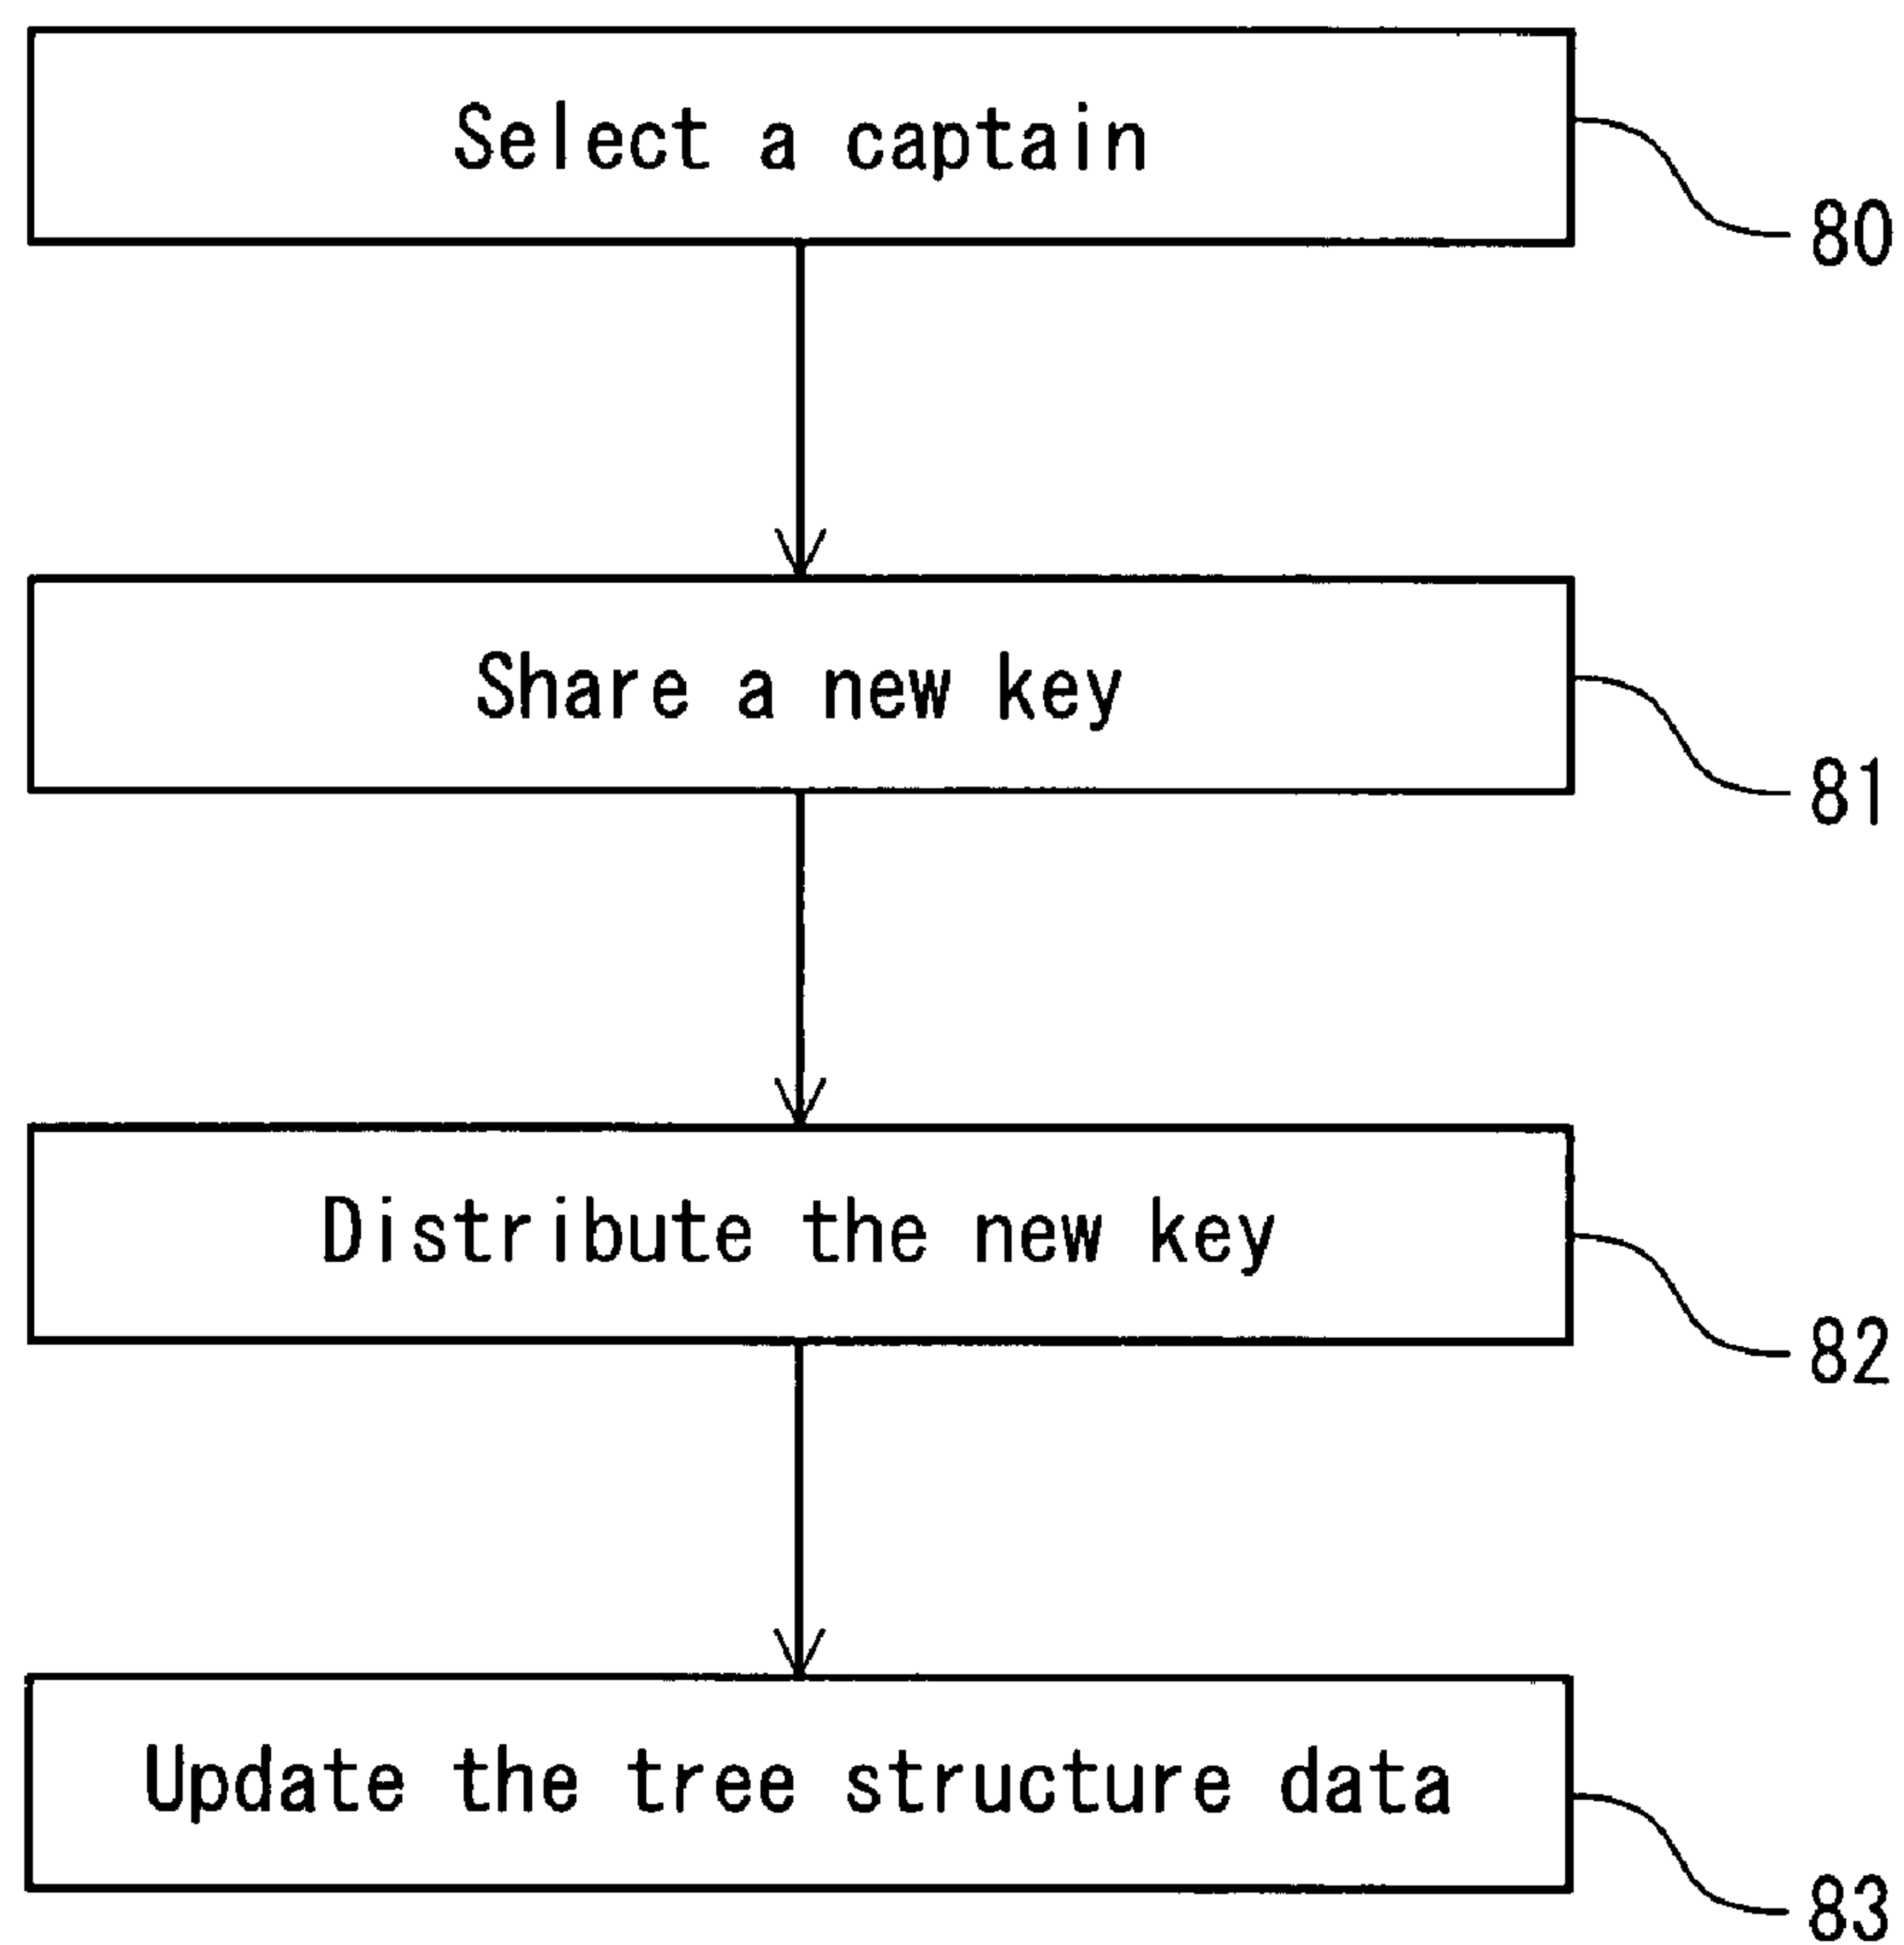 Select a captain
80
Share a new key
81
Distribute the new key
82
Update the tree structure data
83